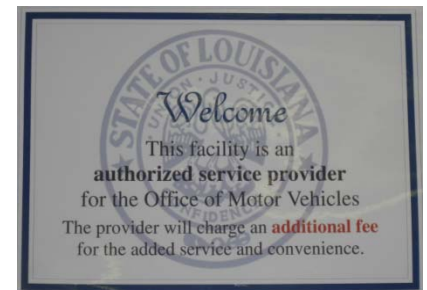 STATE OF LOUISIANA
UNION · JUSTICE
Welcome
This facility is an
authorized service provider
for the Office of Motor Vehicles
CONFIDENCE
The provider will charge an additional fee
for the added service and convenience.